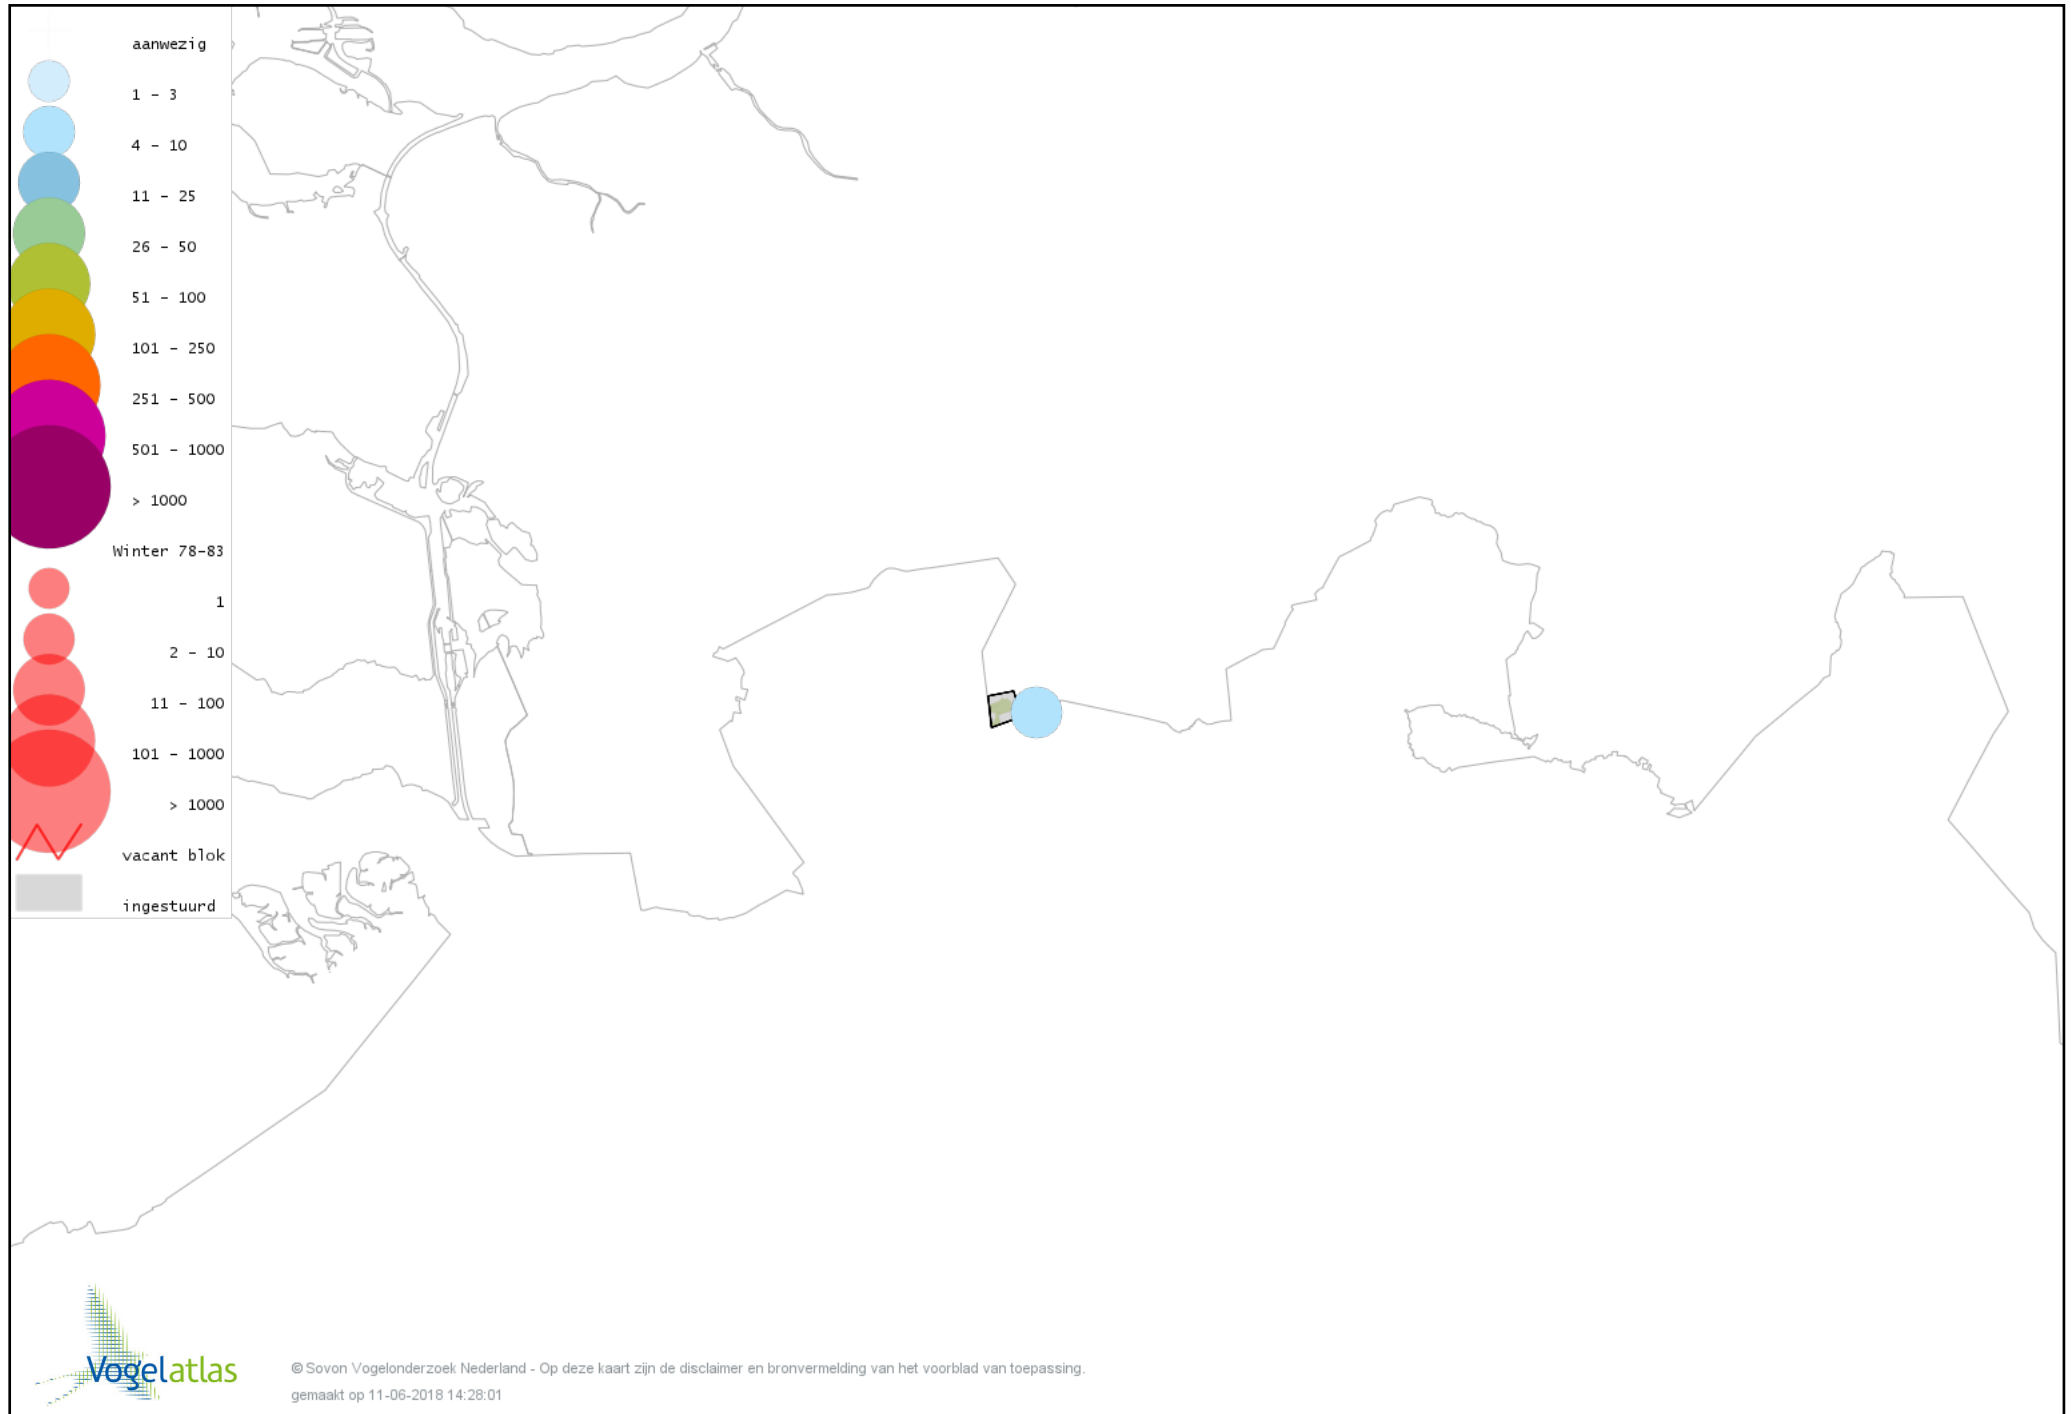 aanwezig
1 - 3
4 - 10
11 - 25
26 - 50
51 - 100
101 - 250
251 - 500
501 - 1000
> 1000
Winter 78-83
1
2 - 10
11 - 100
101 - 1000
> 1000
vacant blok
ingestuurd
Vogelatlas
© Sovon Vogelonderzoek Nederland - Op deze kaart zijn de disclaimer en bronvermelding van het voorblad van toepassing.
gemaakt op 11-06-2018 14:28:01